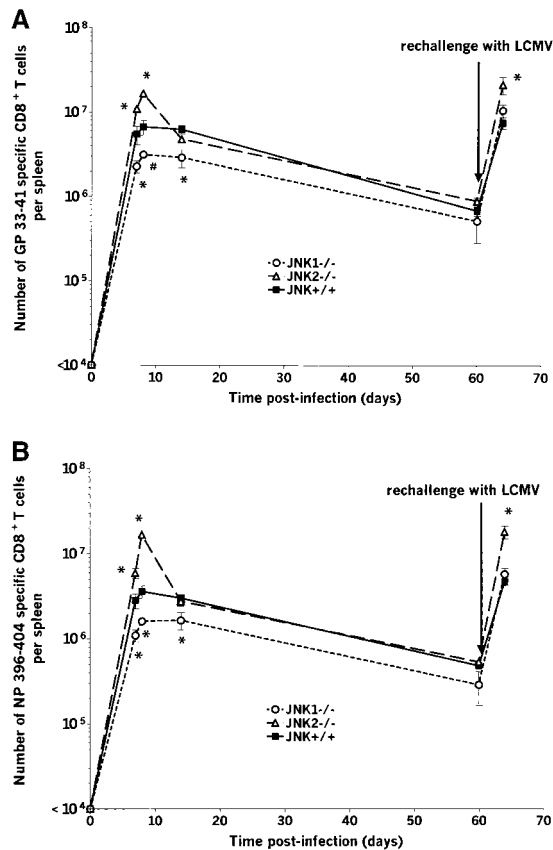 A
Number of GP 33-41 specific CD8⁺ T cells
per spleen
10⁸
10⁷
10⁶
10⁵
<10⁴
rechallenge with LCMV
*
*
*
#
*
*
JNK1-/-
JNK2-/-
JNK+/+
0 10 20 30 40 50 60 70
Time post-infection (days)
B
Number of NP 396-404 specific CD8⁺ T cells
per spleen
10⁸
10⁷
10⁶
10⁵
<10⁴
rechallenge with LCMV
*
*
*
*
*
*
JNK1-/-
JNK2-/-
JNK+/+
0 10 20 30 40 50 60 70
Time post-infection (days)